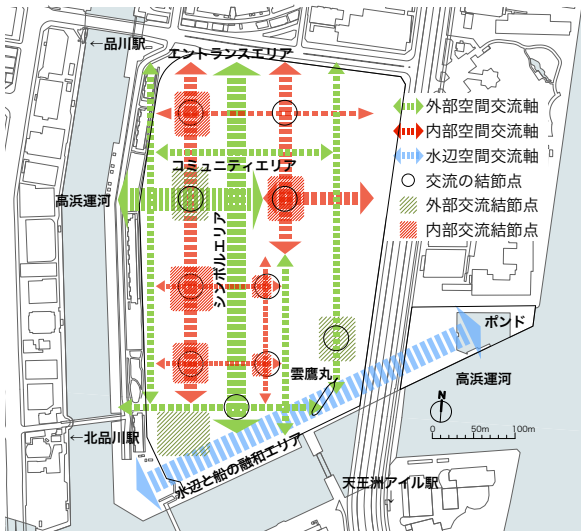 ←品川駅
エントランスエリア
外部空間交流軸
内部空間交流軸
水辺空間交流軸
交流の結節点
外部交流結節点
内部交流結節点
コミュニティエリア
高浜運河
シンボルエリア
ポンド
雲鷹丸
高浜運河
N
0 50m 100m
←北品川駅
水辺と船の融和エリア
天王洲アイル駅